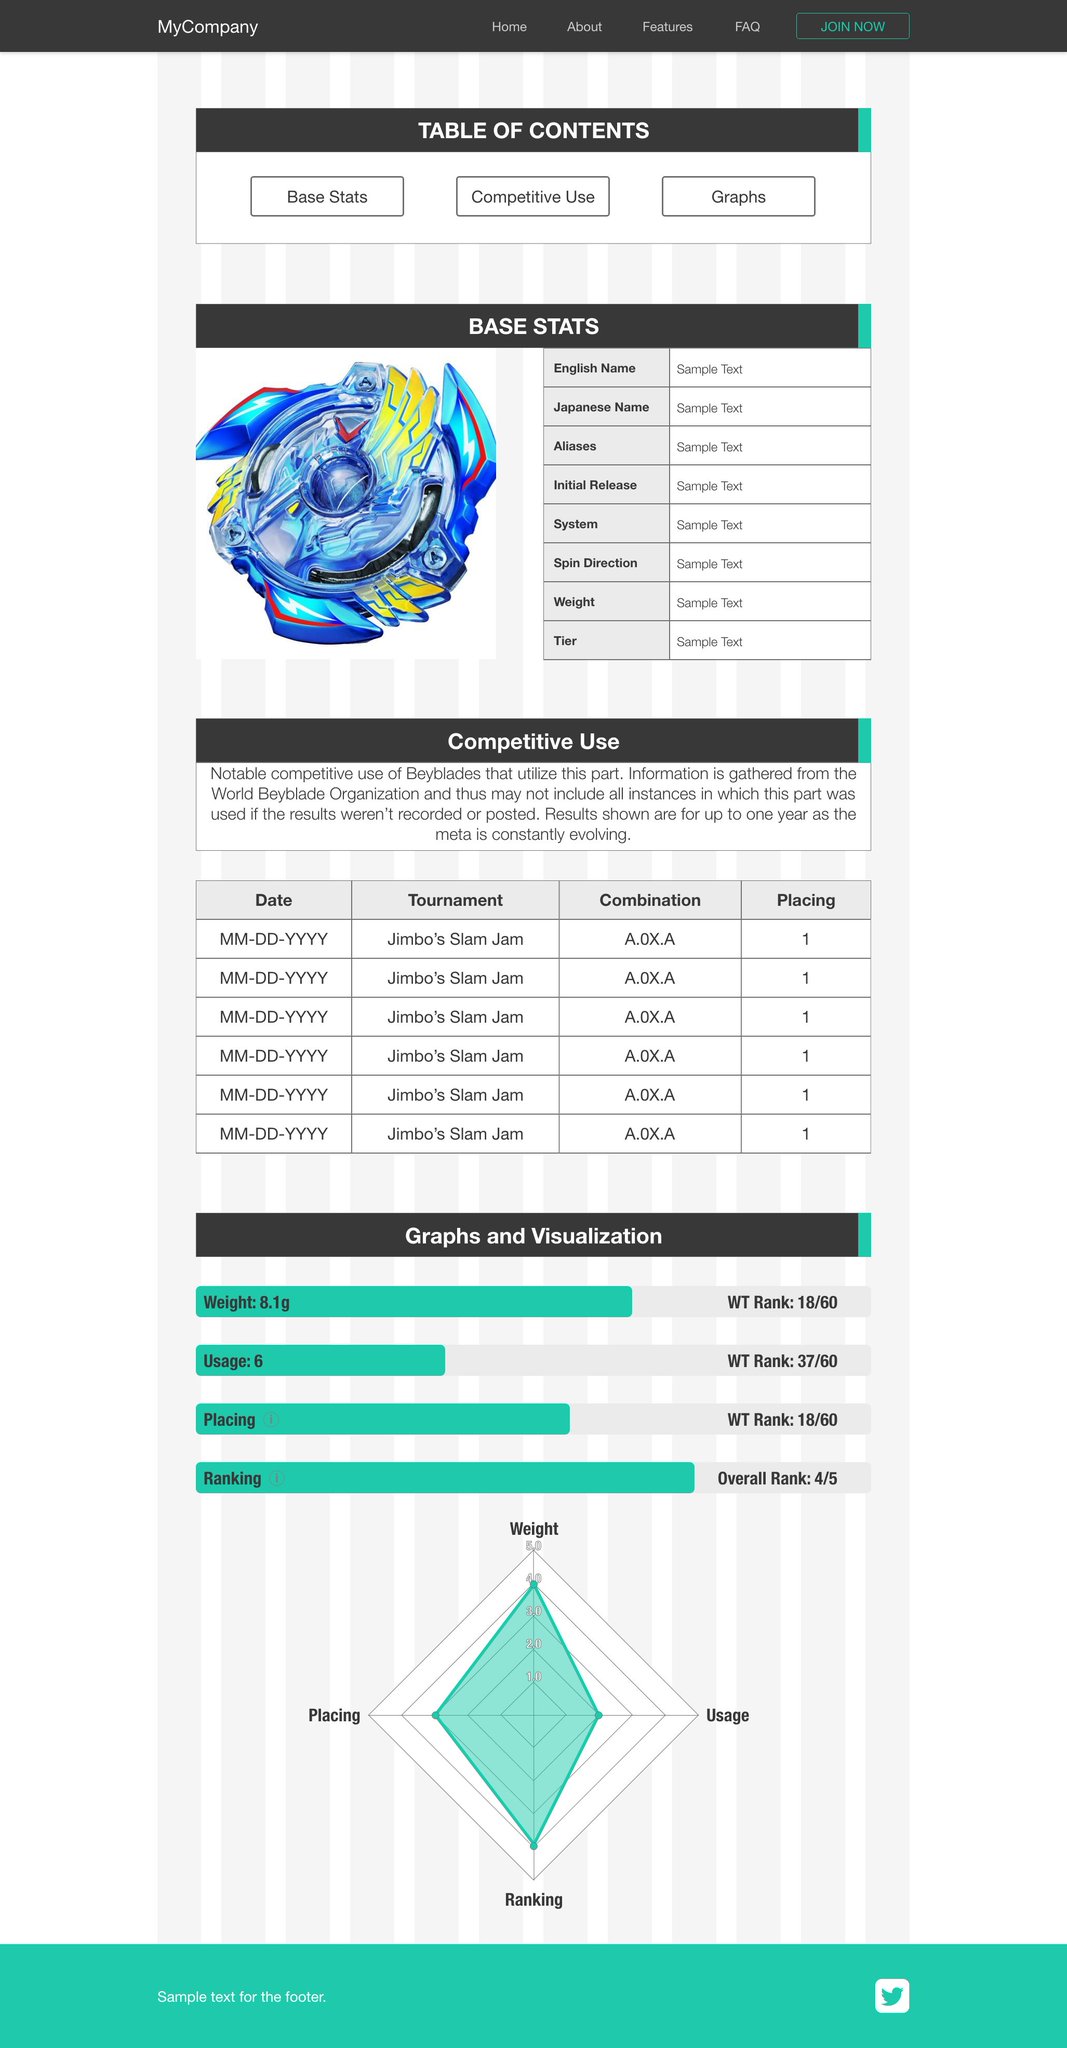 MyCompany
Home
About
Features
FAQ
JOIN NOW
TABLE OF CONTENTS
Base Stats
Competitive Use
Graphs
BASE STATS
English Name
Sample Text
Japanese Name
Sample Text
Aliases
Sample Text
Initial Release
Sample Text
System
Sample Text
Spin Direction
Sample Text
Weight
Sample Text
Tier
Sample Text
Competitive Use
Notable competitive use of Beyblades that utilize this part. Information is gathered from the
World Beyblade Organization and thus may not include all instances in which this part was
used if the results weren’t recorded or posted. Results shown are for up to one year as the
meta is constantly evolving.
Date Tournament Combination Placing
MM-DD-YYYY Jimbo’s Slam Jam A.0X.A 1
MM-DD-YYYY Jimbo’s Slam Jam A.0X.A 1
MM-DD-YYYY Jimbo’s Slam Jam A.0X.A 1
MM-DD-YYYY Jimbo’s Slam Jam A.0X.A 1
MM-DD-YYYY Jimbo’s Slam Jam A.0X.A 1
MM-DD-YYYY Jimbo’s Slam Jam A.0X.A 1
Graphs and Visualization
Weight: 8.1g WT Rank: 18/60
Usage: 6 WT Rank: 37/60
Placing WT Rank: 18/60
Ranking Overall Rank: 4/5
Weight
5.0
4.0
3.0
2.0
1.0
Placing
Usage
Ranking
Sample text for the footer.